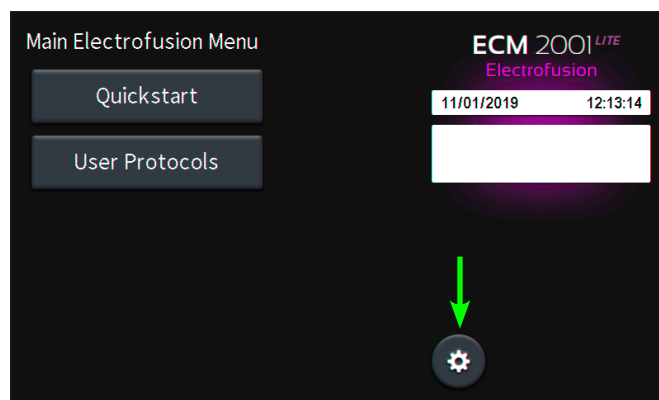 Main Electrofusion Menu
Quickstart
User Protocols
ECM 2001 LITE
Electrofusion
11/01/2019 12:13:14